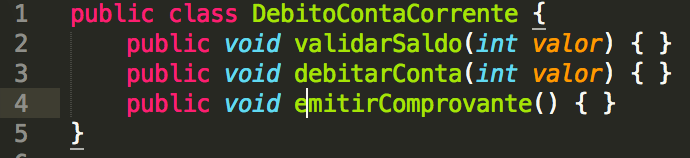 1 public class DebitoContaCorrente {
2     public void validarSaldo(int valor) { }
3     public void debitarConta(int valor) { }
4     public void emitirComprovante() { }
5 }